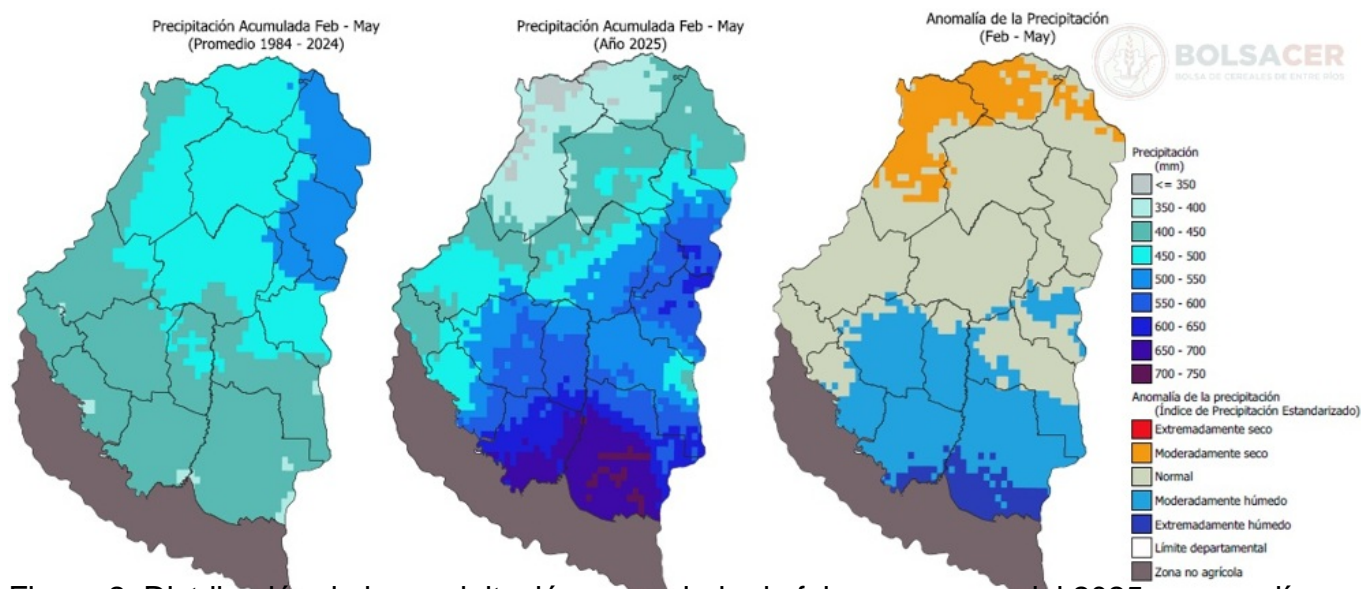 Precipitación Acumulada Feb - May
(Promedio 1984 - 2024)
Precipitación Acumulada Feb - May
(Año 2025)
Anomalía de la Precipitación
(Feb - May)
BOLSACER
BOLSA DE CEREALES DE ENTRE RÍOS
Precipitación
(mm)
<= 350
350 - 400
400 - 450
450 - 500
500 - 550
550 - 600
600 - 650
650 - 700
700 - 750
Anomalía de la precipitación
(Índice de Precipitación Estandarizado)
Extremadamente seco
Moderadamente seco
Normal
Moderadamente húmedo
Extremadamente húmedo
Límite departamental
Zona no agrícola